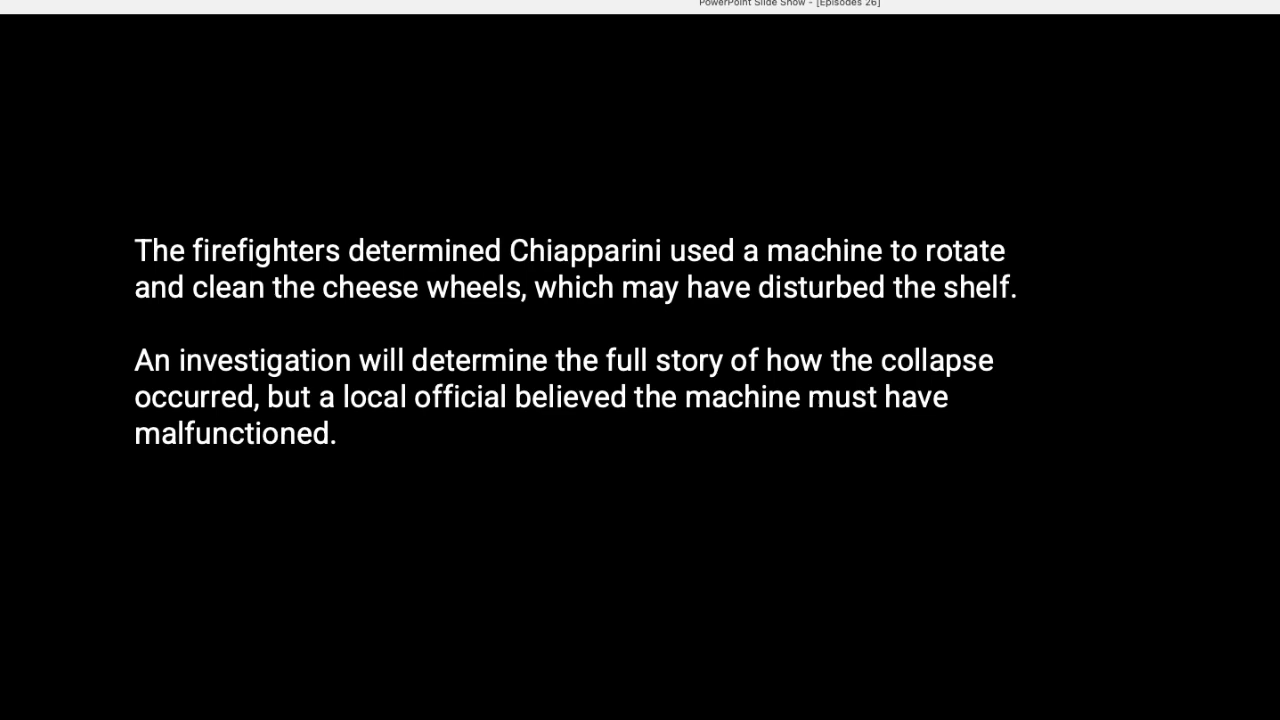 PowerPoint Slide Show - [Episodes 26]
The firefighters determined Chiapparini used a machine to rotate
and clean the cheese wheels, which may have disturbed the shelf.
An investigation will determine the full story of how the collapse
occurred, but a local official believed the machine must have
malfunctioned.